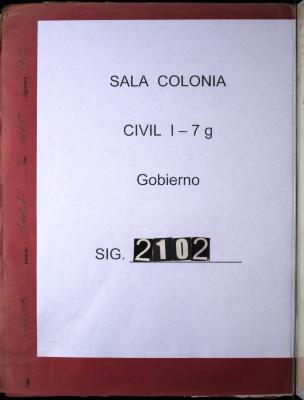 SALA COLONIA
CIVIL I – 7 g
Gobierno
SIG. 2102